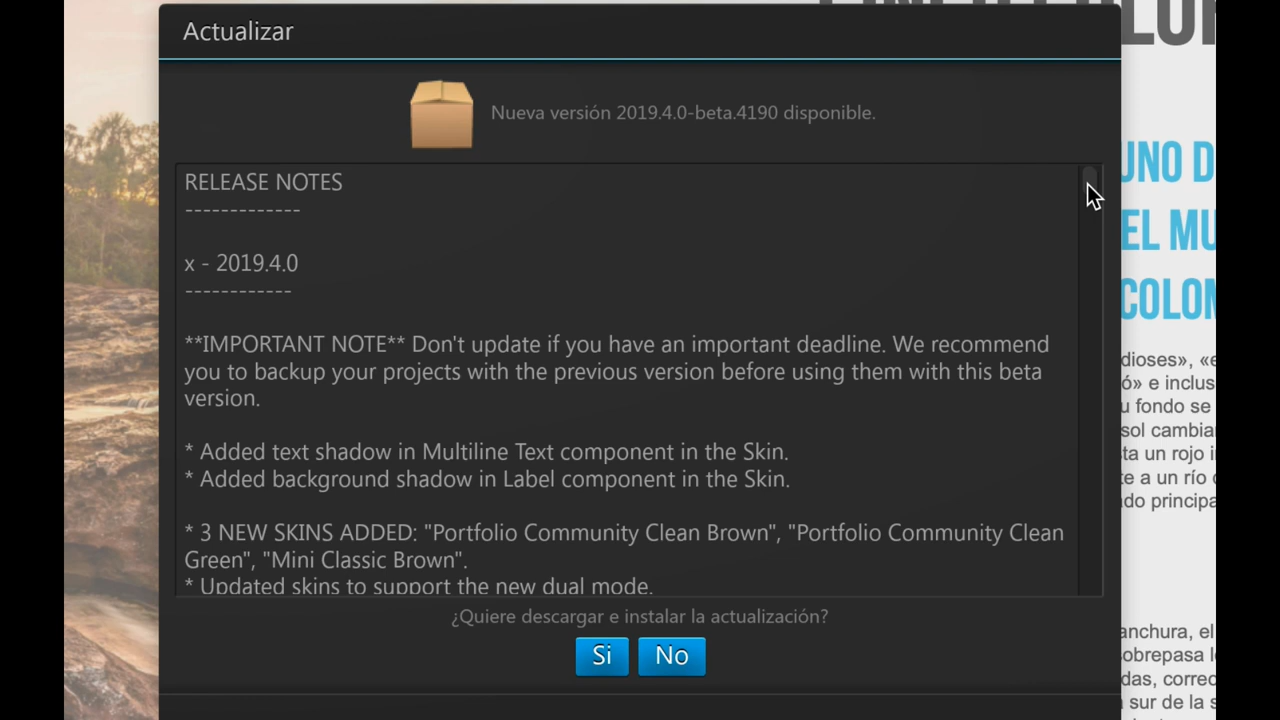 Actualizar
Nueva versión 2019.4.0-beta.4190 disponible.
RELEASE NOTES
-------------
x - 2019.4.0
------------
**IMPORTANT NOTE** Don't update if you have an important deadline. We recommend
you to backup your projects with the previous version before using them with this beta
version.
* Added text shadow in Multiline Text component in the Skin.
* Added background shadow in Label component in the Skin.
* 3 NEW SKINS ADDED: "Portfolio Community Clean Brown", "Portfolio Community Clean
Green", "Mini Classic Brown".
* Updated skins to support the new dual mode.
¿Quiere descargar e instalar la actualización?
Si
No
UNO D
EL MU
COLOM
dioses», «e
ó» e inclus
u fondo se
sol cambia
sta un rojo i
te a un río
ado principa
anchura, el
sobrepasa l
das, correc
sur de la s